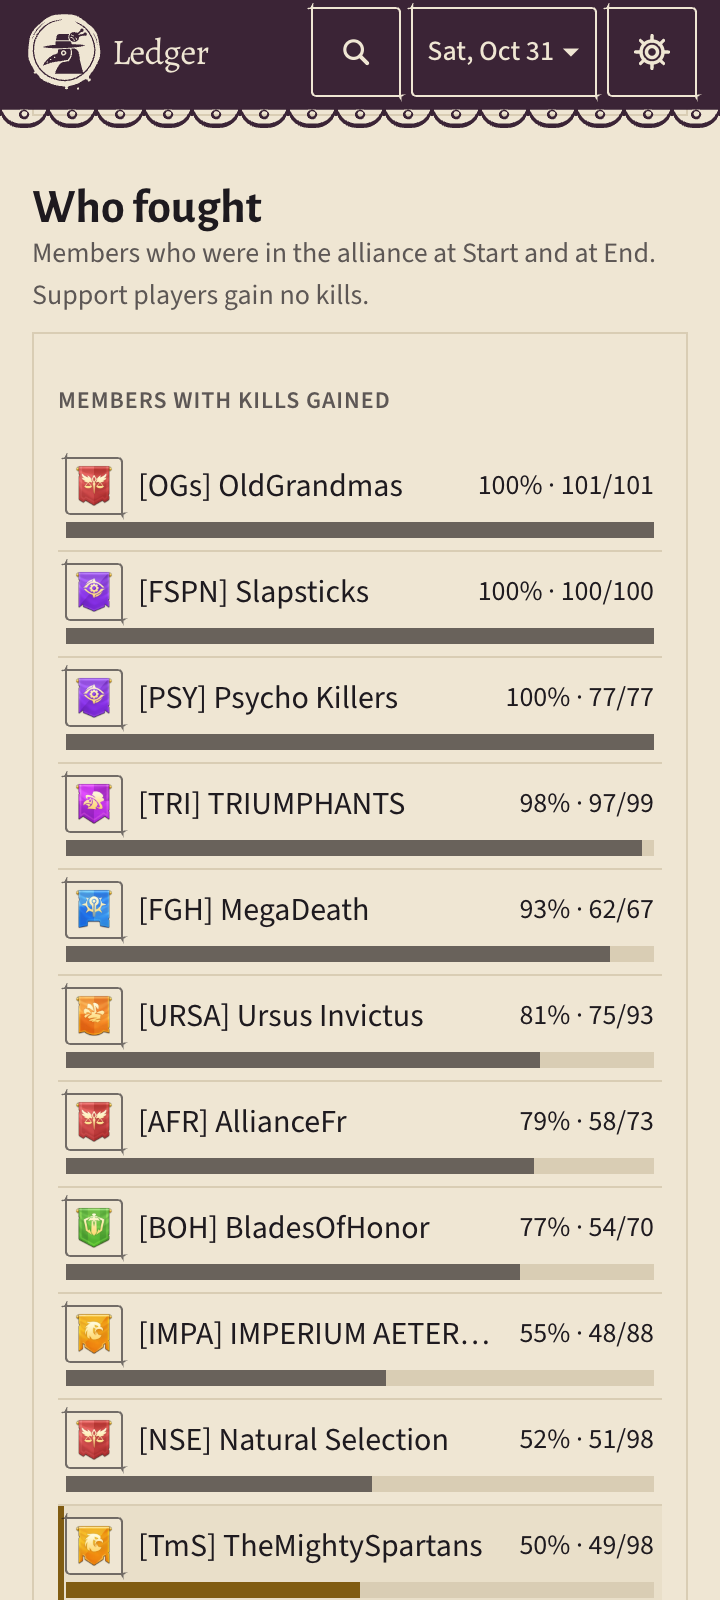 Ledger
Sat, Oct 31
Who fought
Members who were in the alliance at Start and at End.
Support players gain no kills.
MEMBERS WITH KILLS GAINED
[OGs] OldGrandmas 100% · 101/101
[FSPN] Slapsticks 100% · 100/100
[PSY] Psycho Killers 100% · 77/77
[TRI] TRIUMPHANTS 98% · 97/99
[FGH] MegaDeath 93% · 62/67
[URSA] Ursus Invictus 81% · 75/93
[AFR] AllianceFr 79% · 58/73
[BOH] BladesOfHonor 77% · 54/70
[IMPA] IMPERIUM AETER... 55% · 48/88
[NSE] Natural Selection 52% · 51/98
[TmS] TheMightySpartans 50% · 49/98